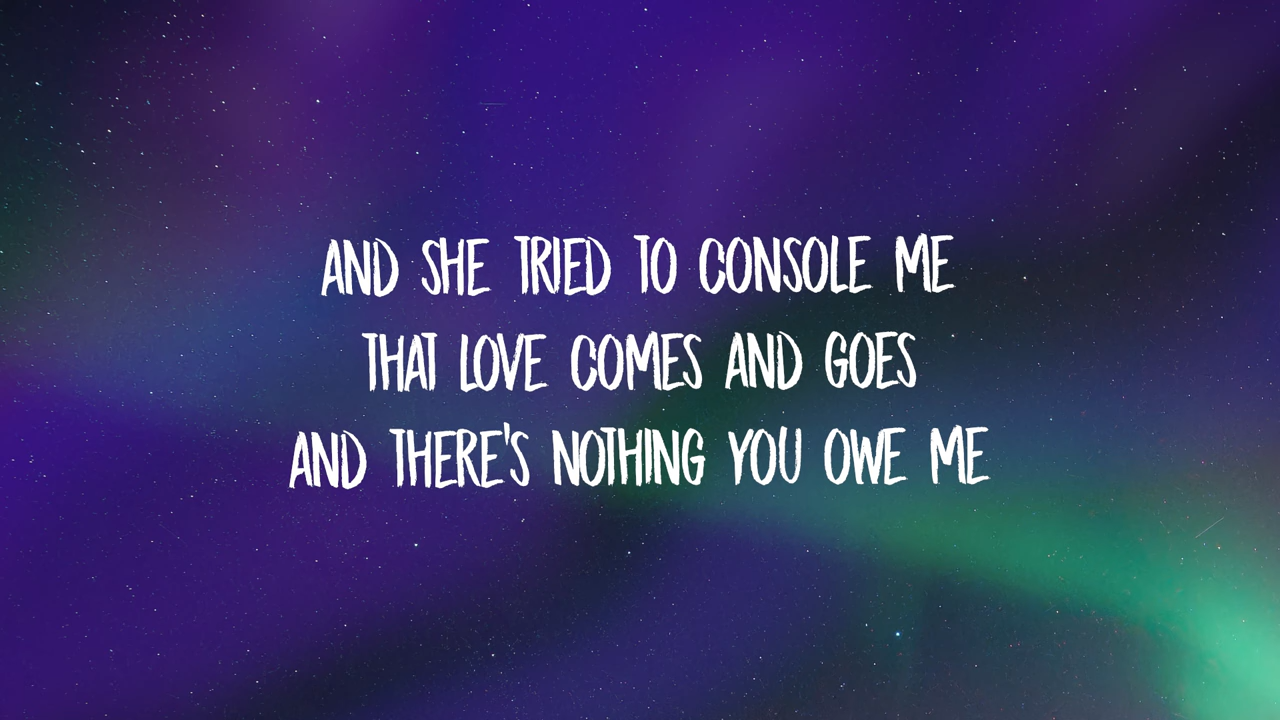 AND SHE TRIED TO CONSOLE ME
THAT LOVE COMES AND GOES
AND THERE'S NOTHING YOU OWE ME